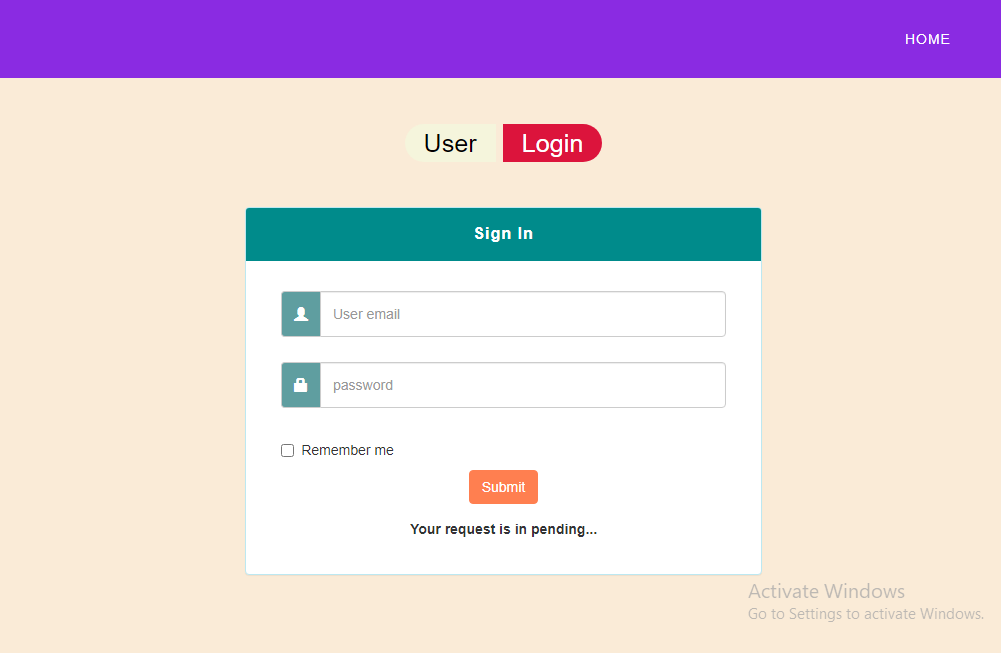 HOME
User Login
Sign In
User email
password
Remember me
Submit
Your request is in pending...
Activate Windows
Go to Settings to activate Windows.